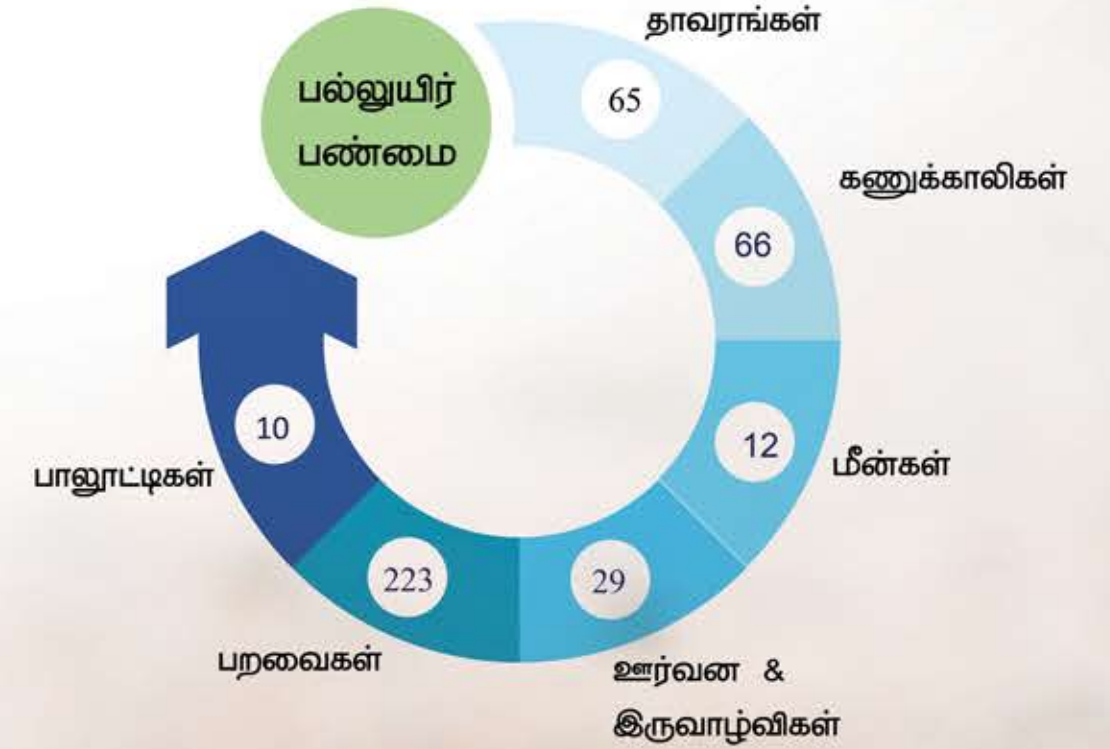 பல்லுயிர்
பண்மை
தாவரங்கள்
65
கணுக்காலிகள்
66
மீன்கள்
12
ஊர்வன &
இருவாழ்விகள்
29
பறவைகள்
223
பாலூட்டிகள்
10